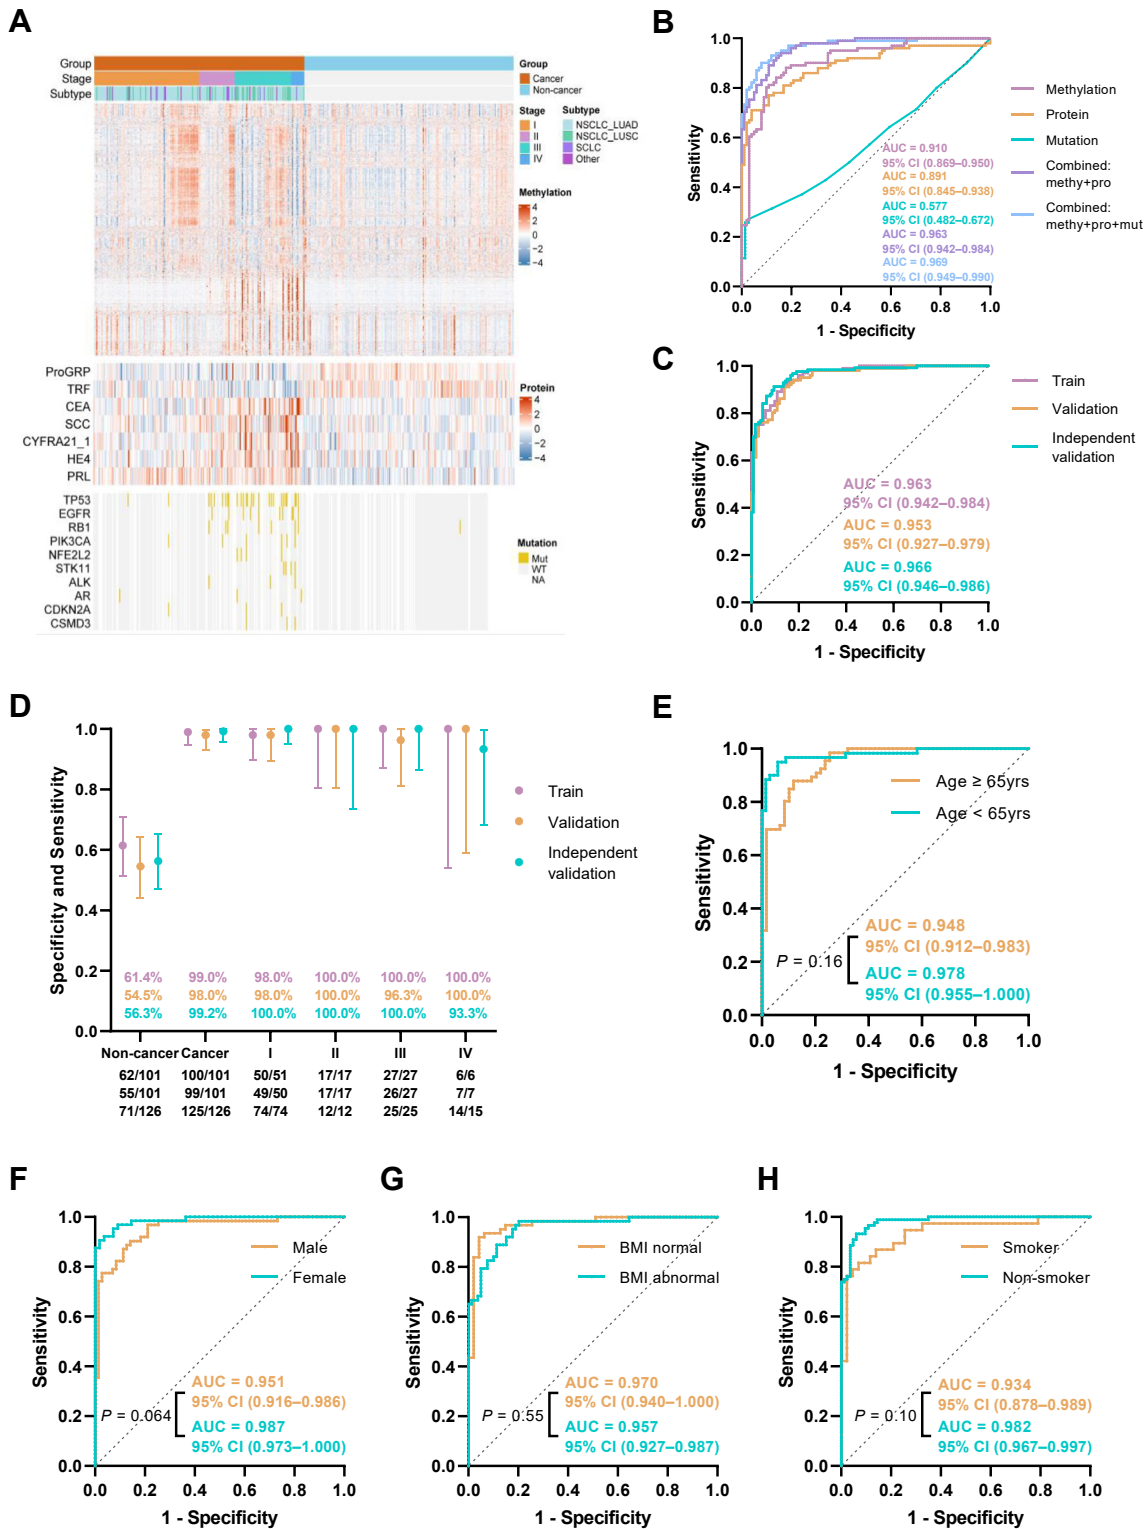 A
Group
Stage
Subtype
Group
Cancer
Non-cancer
Stage
I
II
III
IV
Subtype
NSCLC_LUAD
NSCLC_LUSC
SCLC
Other
Methylation
4
2
0
−2
−4
ProGRP
TRF
CEA
SCC
CYFRA21_1
HE4
PRL
Protein
4
2
0
−2
−4
TP53
EGFR
RB1
PIK3CA
NFE2L2
STK11
ALK
AR
CDKN2A
CSMD3
Mutation
Mut
WT
NA
B
Sensitivity
1.0
0.8
0.6
0.4
0.2
0.0
0.0 0.2 0.4 0.6 0.8 1.0
1 - Specificity
AUC = 0.910
95% CI (0.869–0.950)
AUC = 0.891
95% CI (0.845–0.938)
AUC = 0.577
95% CI (0.482–0.672)
AUC = 0.963
95% CI (0.942–0.984)
AUC = 0.969
95% CI (0.949–0.990)
Methylation
Protein
Mutation
Combined:
methy+pro
Combined:
methy+pro+mut
C
Sensitivity
1.0
0.8
0.6
0.4
0.2
0.0
0.0 0.2 0.4 0.6 0.8 1.0
1 - Specificity
AUC = 0.963
95% CI (0.942–0.984)
AUC = 0.953
95% CI (0.927–0.979)
AUC = 0.966
95% CI (0.946–0.986)
Train
Validation
Independent
validation
D
Specificity and Sensitivity
1.0
0.8
0.6
0.4
0.2
0.0
61.4% 99.0% 98.0% 100.0% 100.0% 100.0%
54.5% 98.0% 98.0% 100.0% 96.3% 100.0%
56.3% 99.2% 100.0% 100.0% 100.0% 93.3%
Non-cancer Cancer I II III IV
62/101 100/101 50/51 17/17 27/27 6/6
55/101 99/101 49/50 17/17 26/27 7/7
71/126 125/126 74/74 12/12 25/25 14/15
Train
Validation
Independent
validation
E
Sensitivity
1.0
0.8
0.6
0.4
0.2
0.0
0.0 0.2 0.4 0.6 0.8 1.0
1 - Specificity
Age ≥ 65yrs
Age < 65yrs
AUC = 0.948
95% CI (0.912–0.983)
P = 0.16
AUC = 0.978
95% CI (0.955–1.000)
F
Sensitivity
1.0
0.8
0.6
0.4
0.2
0.0
0.0 0.2 0.4 0.6 0.8 1.0
1 - Specificity
Male
Female
AUC = 0.951
95% CI (0.916–0.986)
P = 0.064
AUC = 0.987
95% CI (0.973–1.000)
G
Sensitivity
1.0
0.8
0.6
0.4
0.2
0.0
0.0 0.2 0.4 0.6 0.8 1.0
1 - Specificity
BMI normal
BMI abnormal
AUC = 0.970
95% CI (0.940–1.000)
P = 0.55
AUC = 0.957
95% CI (0.927–0.987)
H
Sensitivity
1.0
0.8
0.6
0.4
0.2
0.0
0.0 0.2 0.4 0.6 0.8 1.0
1 - Specificity
Smoker
Non-smoker
AUC = 0.934
95% CI (0.878–0.989)
P = 0.10
AUC = 0.982
95% CI (0.967–0.997)